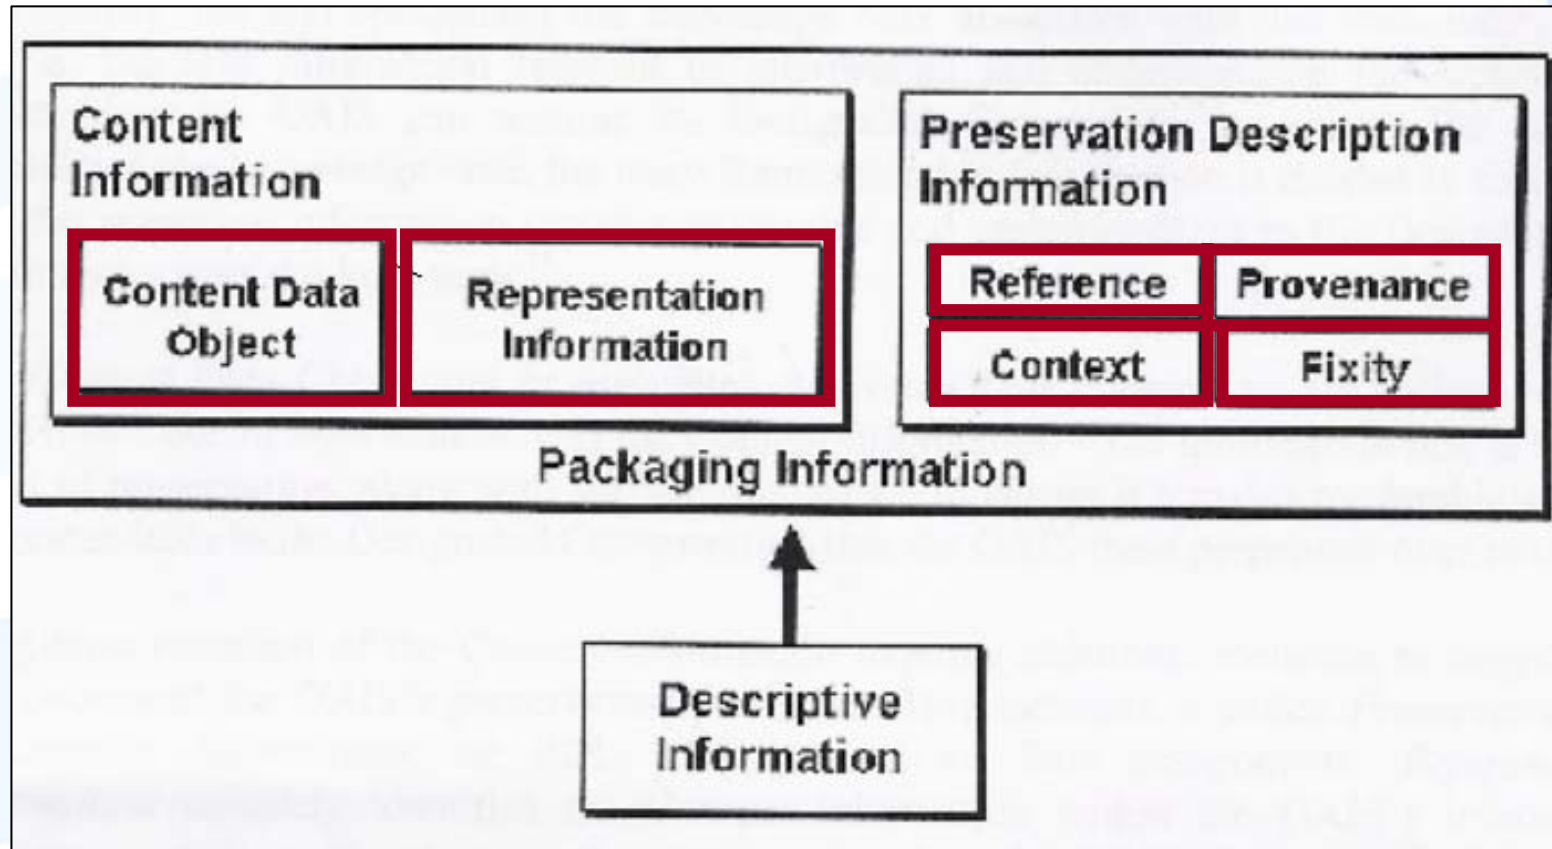 Content
Information
Content Data
Object
Representation
Information
Preservation Description
Information
Reference
Provenance
Context
Fixity
Packaging Information
Descriptive
Information